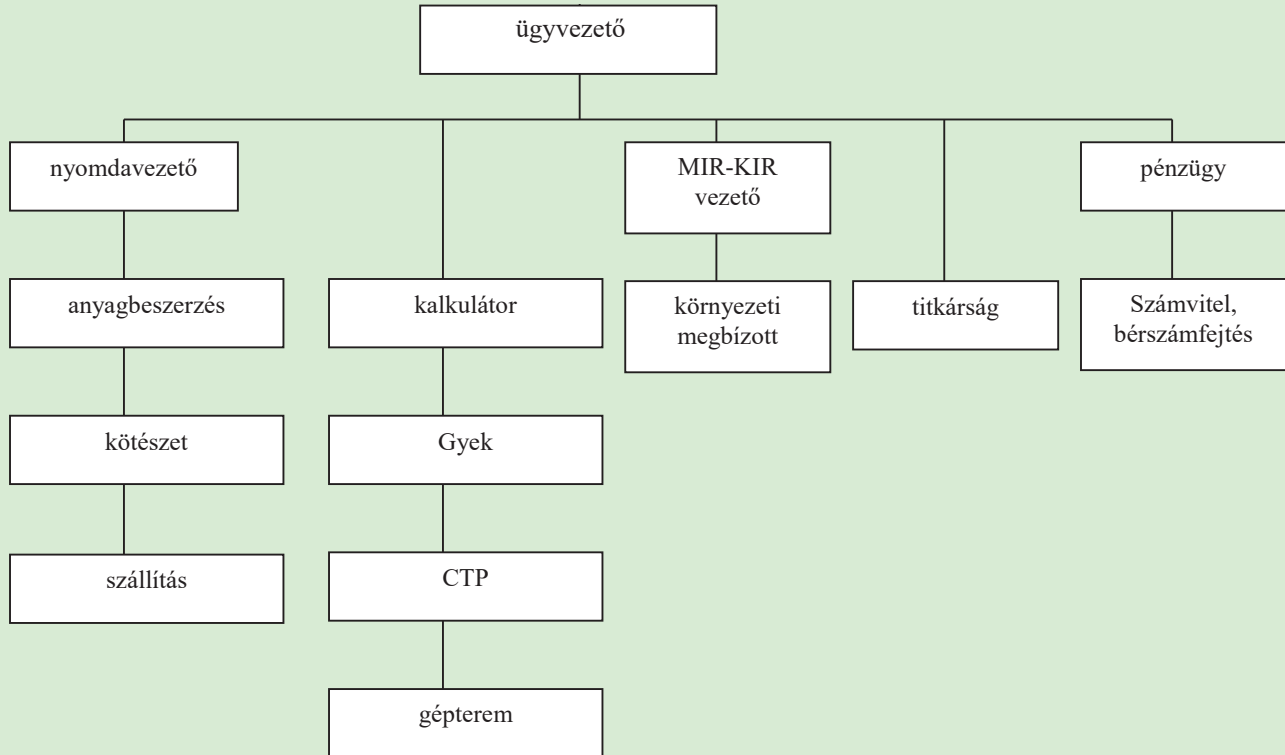 ügyvezető
nyomdavezető
MIR-KIR
vezető
pénzügy
anyagbeszerzés
kalkulátor
környezeti
megbízott
titkárság
Számvitel,
bérszámfejtés
kötészet
Gyek
szállítás
CTP
gépterem